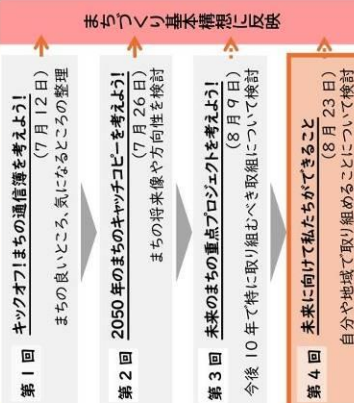 まちづくり基本構想に反映
第1回 キックオフ!まちの通信簿を考えよう!
(7月12日)
まちの良いところ、気になるところの整理
第2回 2050年のまちのキャッチコピーを考えよう!
(7月26日)
まちの将来像や方向性を検討
第3回 未来のまちの重点プロジェクトを考えよう!
(8月9日)
今後10年で特に取り組むべき取組について検討
第4回 未来に向けて私たちができること
(8月23日)
自分や地域で取り組めることについて検討